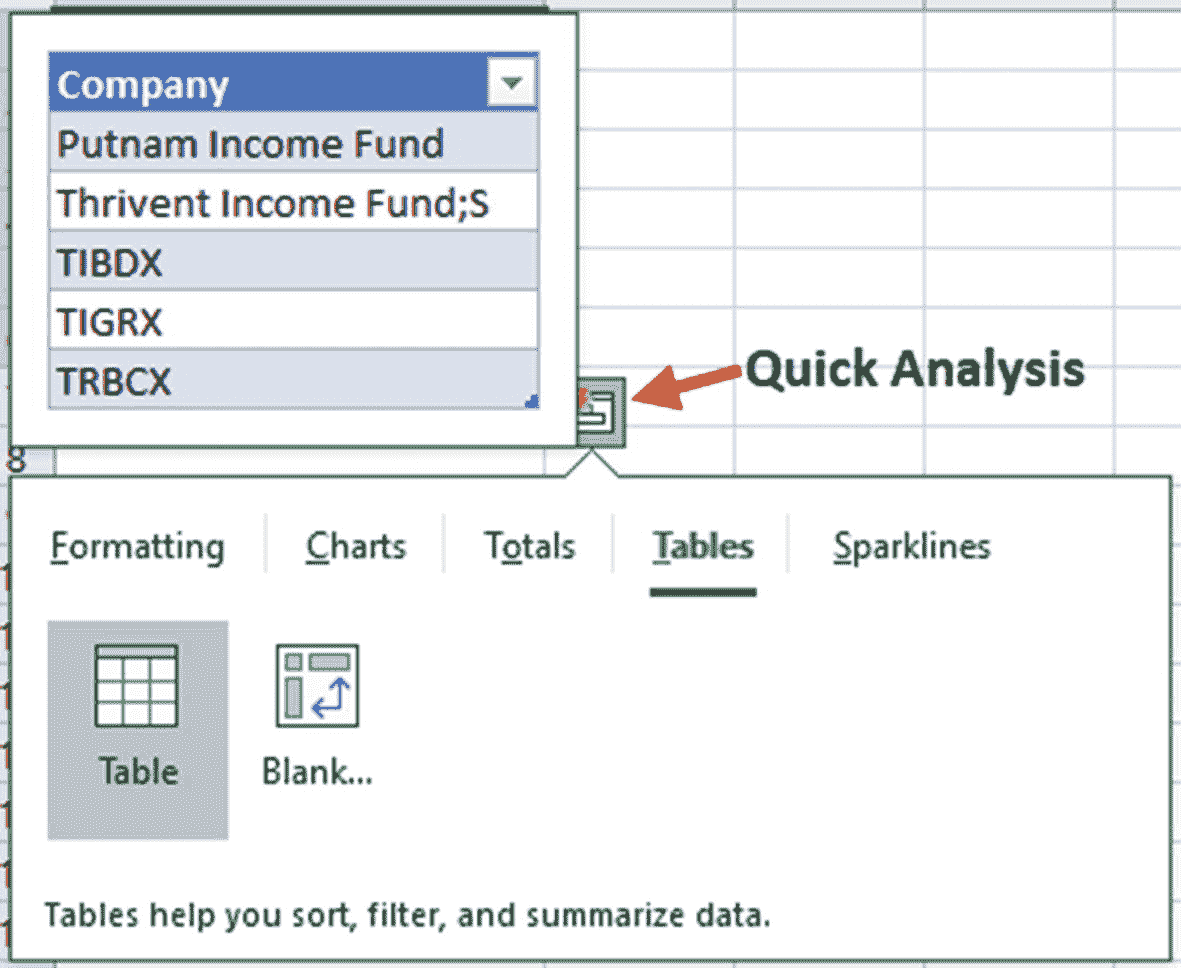 Company
Putnam Income Fund
Thrivent Income Fund;S
TIBDX
TIGRX
TRBCX
Quick Analysis
8
Formatting Charts Totals Tables Sparklines
Table Blank...
Tables help you sort, filter, and summarize data.